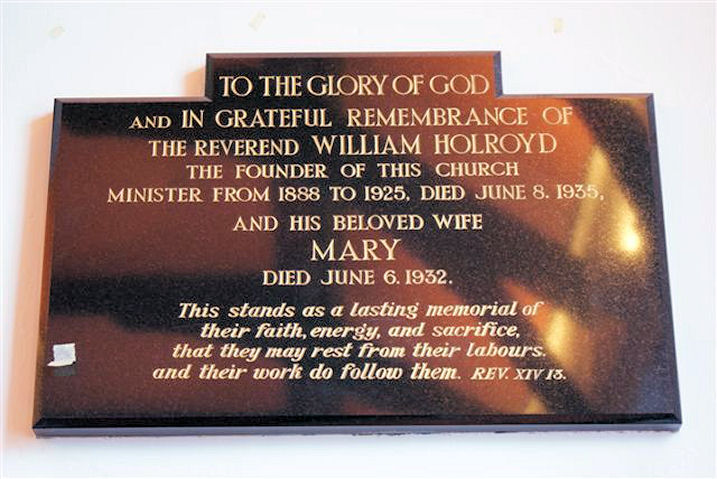 TO THE GLORY OF GOD
AND IN GRATEFUL REMEMBRANCE OF
THE REVEREND WILLIAM HOLROYD
THE FOUNDER OF THIS CHURCH
MINISTER FROM 1888 TO 1925, DIED JUNE 8. 1935,
AND HIS BELOVED WIFE
MARY
DIED JUNE 6. 1932.
This stands as a lasting memorial of
their faith, energy, and sacrifice,
that they may rest from their labours.
and their work do follow them. REV. XIV 13.